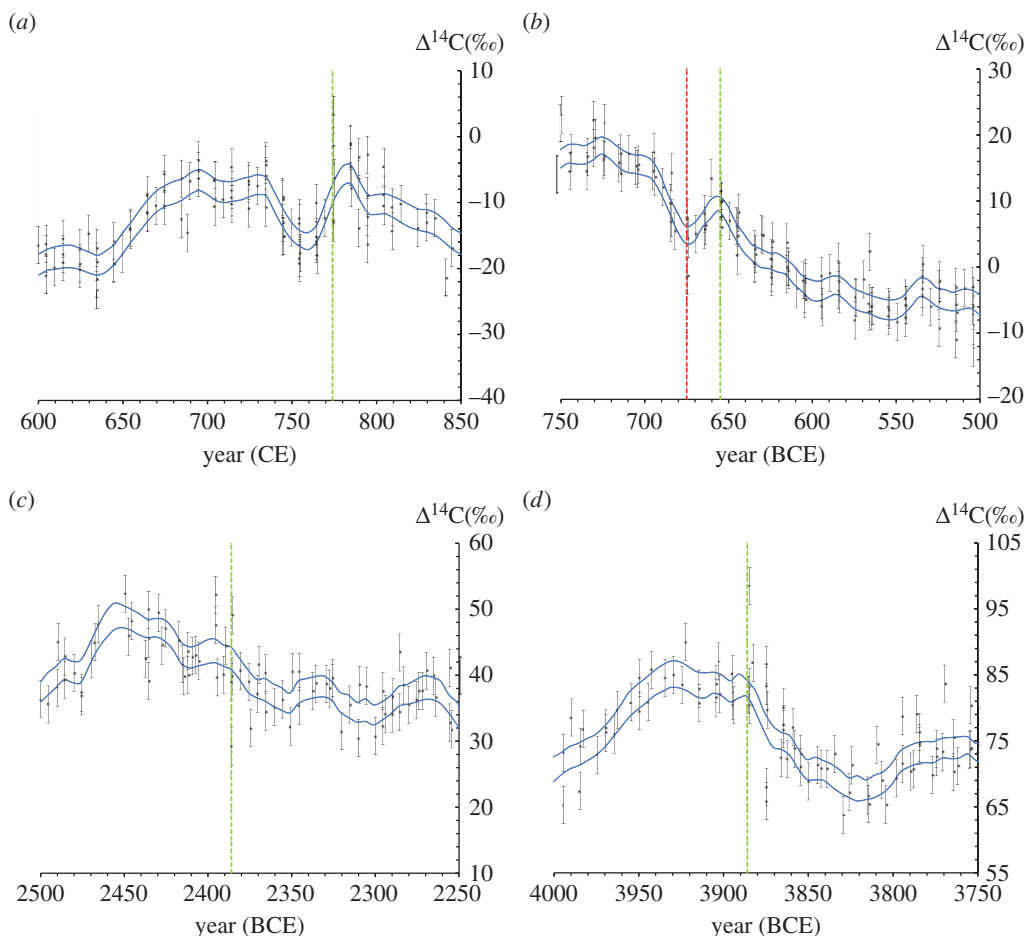 (a)
Δ14C(‰)
10
0
–10
–20
–30
–40
600 650 700 750 800 850
year (CE)
(b)
Δ14C(‰)
30
20
10
0
–10
–20
750 700 650 600 550 500
year (BCE)
(c)
Δ14C(‰)
60
50
40
30
20
10
2500 2450 2400 2350 2300 2250
year (BCE)
(d)
Δ14C(‰)
105
95
85
75
65
55
4000 3950 3900 3850 3800 3750
year (BCE)